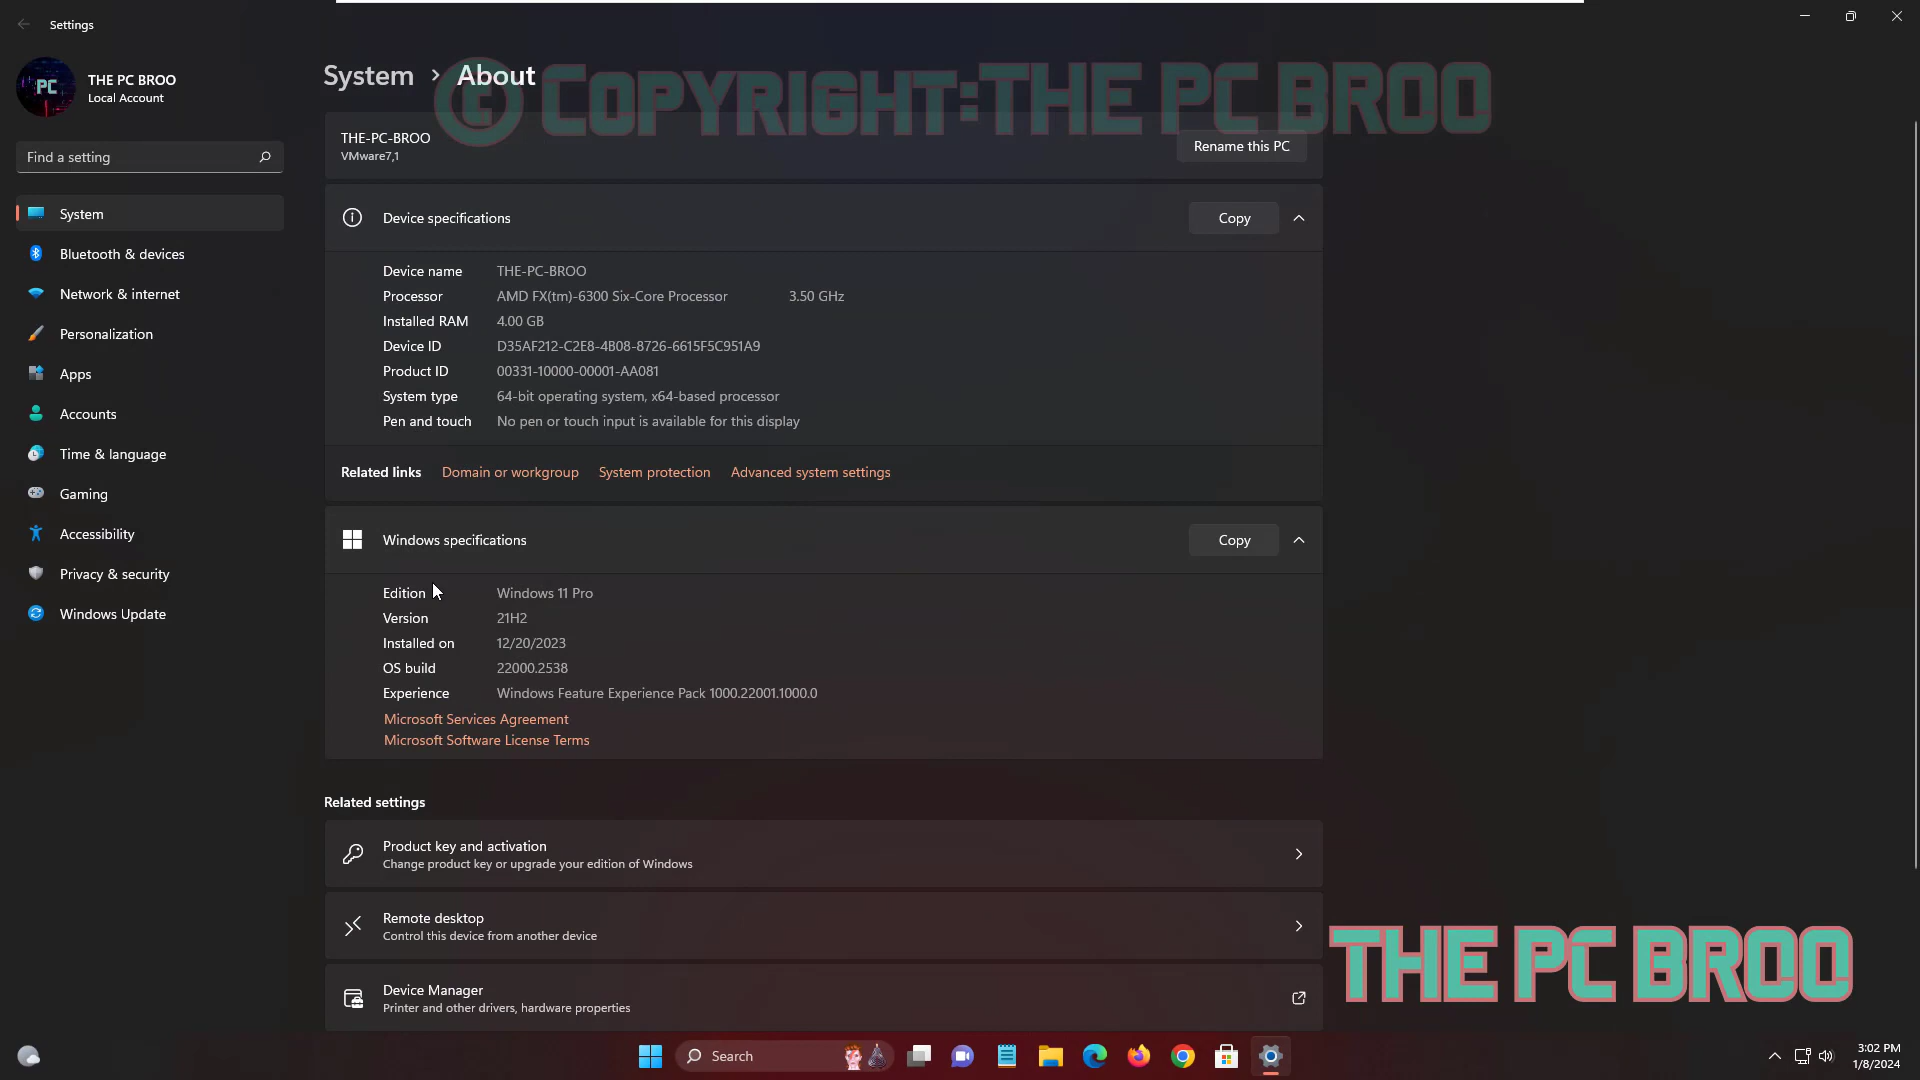 Settings
THE PC BROO
Local Account
Find a setting
System
Bluetooth & devices
Network & internet
Personalization
Apps
Accounts
Time & language
Gaming
Accessibility
Privacy & security
Windows Update
System > About
© COPYRIGHT:THE PC BROO
THE-PC-BROO
VMware7,1
Rename this PC
Device specifications
Copy
Device name THE-PC-BROO
Processor AMD FX(tm)-6300 Six-Core Processor 3.50 GHz
Installed RAM 4.00 GB
Device ID D35AF212-C2E8-4B08-8726-6615F5C951A9
Product ID 00331-10000-00001-AA081
System type 64-bit operating system, x64-based processor
Pen and touch No pen or touch input is available for this display
Related links Domain or workgroup System protection Advanced system settings
Windows specifications
Copy
Edition Windows 11 Pro
Version 21H2
Installed on 12/20/2023
OS build 22000.2538
Experience Windows Feature Experience Pack 1000.22001.1000.0
Microsoft Services Agreement
Microsoft Software License Terms
Related settings
Product key and activation
Change product key or upgrade your edition of Windows
Remote desktop
Control this device from another device
Device Manager
Printer and other drivers, hardware properties
THE PC BROO
Search
3:02 PM
1/8/2024
PC